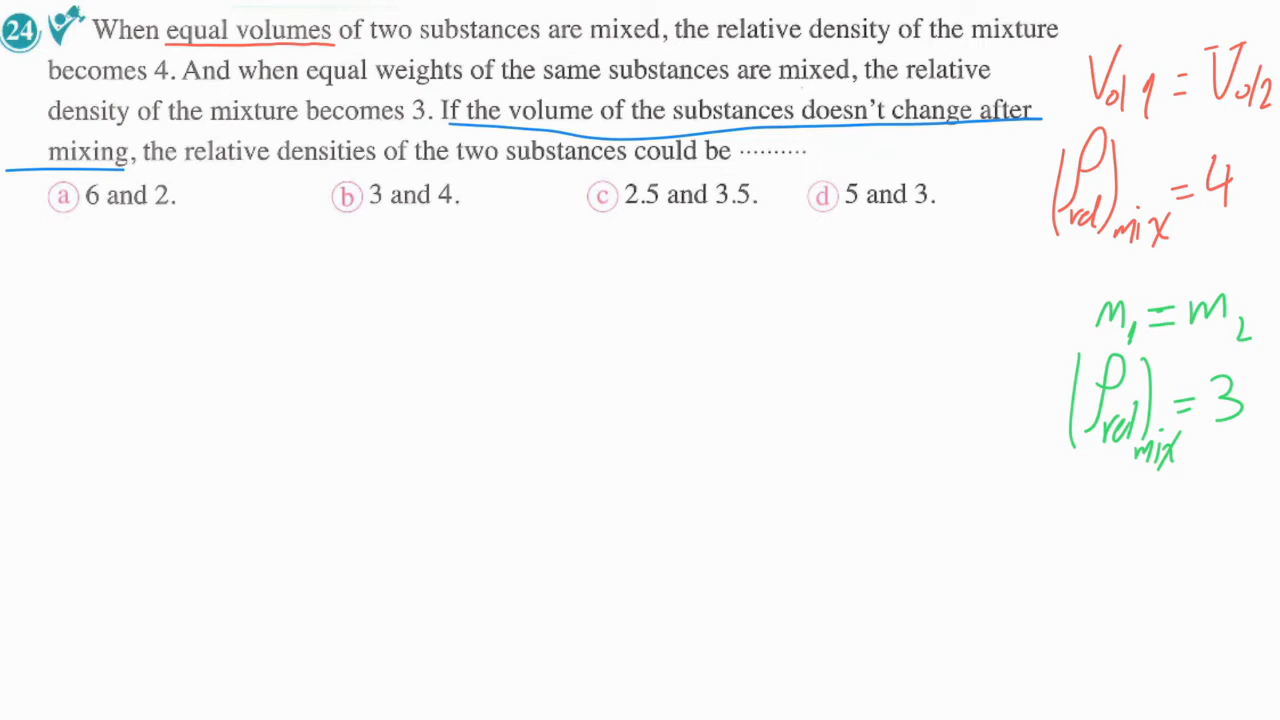 24 When equal volumes of two substances are mixed, the relative density of the mixture
becomes 4. And when equal weights of the same substances are mixed, the relative
density of the mixture becomes 3. If the volume of the substances doesn't change after
mixing, the relative densities of the two substances could be ··········
a 6 and 2. b 3 and 4. c 2.5 and 3.5. d 5 and 3.
Vol 1 = Vol2
(ρrel)mix = 4
m1 = m2
(ρrel)mix = 3